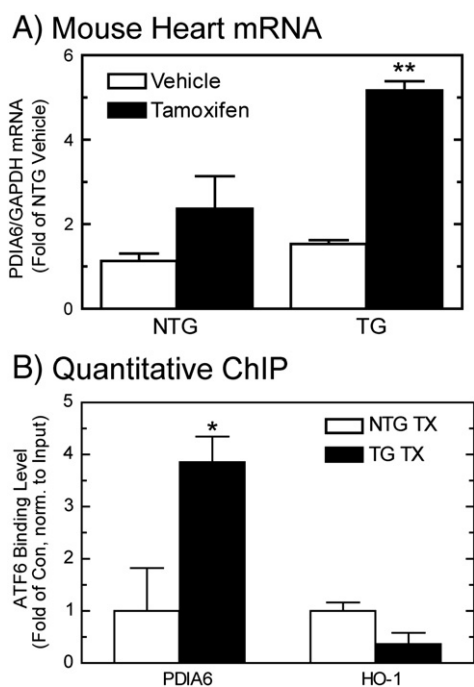 A) Mouse Heart mRNA
PDIA6/GAPDH mRNA
(Fold of NTG Vehicle)
6
4
2
0
Vehicle
Tamoxifen
**
NTG
TG
B) Quantitative ChIP
ATF6 Binding Level
(Fold of Con, norm. to Input)
5
4
3
2
1
0
*
NTG TX
TG TX
PDIA6
HO-1